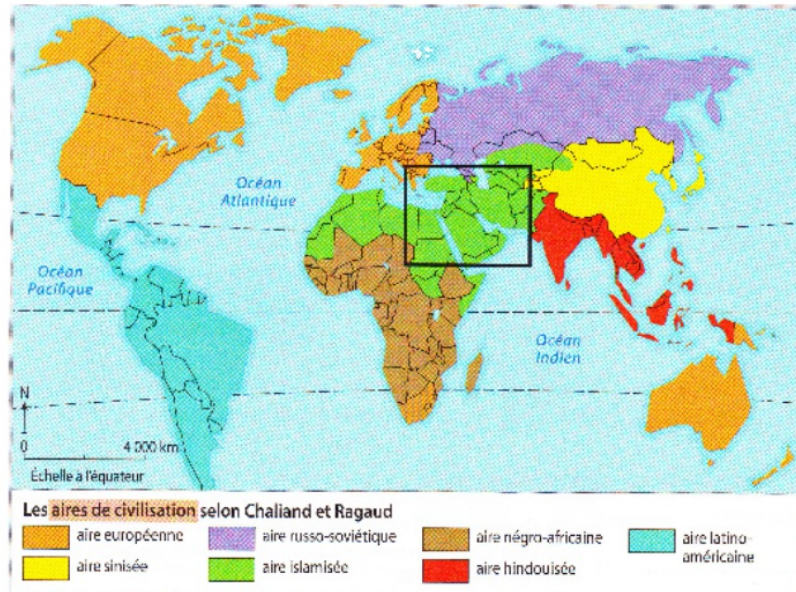 Océan
Atlantique
Océan
Pacifique
Océan
Indien
N
0 4 000 km
Échelle à l'équateur
Les aires de civilisation selon Chaliand et Ragaud
aire européenne
aire russo-soviétique
aire négro-africaine
aire latino-
américaine
aire sinisée
aire islamisée
aire hindouisée